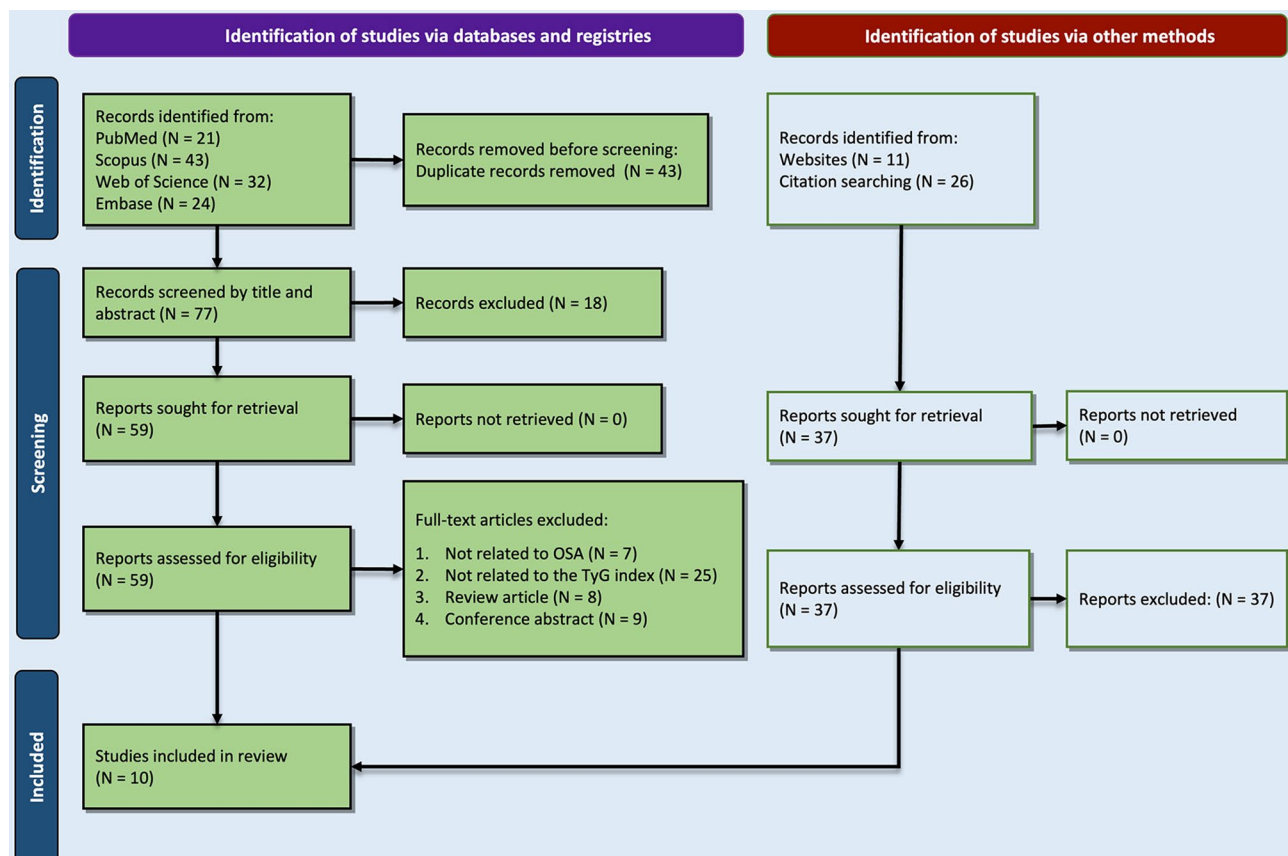 Identification of studies via databases and registries
Identification of studies via other methods
Identification
Records identified from:
PubMed (N = 21)
Scopus (N = 43)
Web of Science (N = 32)
Embase (N = 24)
Records removed before screening:
Duplicate records removed (N = 43)
Records identified from:
Websites (N = 11)
Citation searching (N = 26)
Screening
Records screened by title and
abstract (N = 77)
Records excluded (N = 18)
Reports sought for retrieval
(N = 59)
Reports not retrieved (N = 0)
Reports sought for retrieval
(N = 37)
Reports not retrieved
(N = 0)
Reports assessed for eligibility
(N = 59)
Full-text articles excluded:
1. Not related to OSA (N = 7)
2. Not related to the TyG index (N = 25)
3. Review article (N = 8)
4. Conference abstract (N = 9)
Reports assessed for eligibility
(N = 37)
Reports excluded: (N = 37)
Included
Studies included in review
(N = 10)